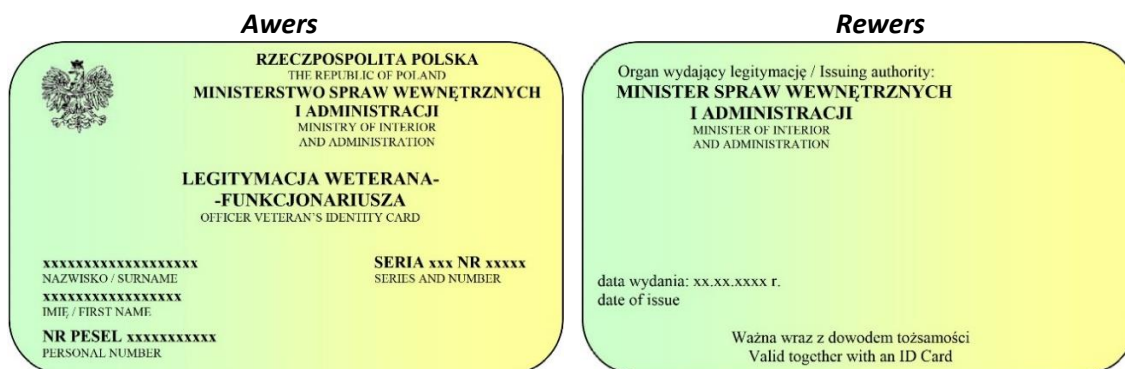 Awers
RZECZPOSPOLITA POLSKA
THE REPUBLIC OF POLAND
MINISTERSTWO SPRAW WEWNĘTRZNYCH
I ADMINISTRACJI
MINISTRY OF INTERIOR
AND ADMINISTRATION
LEGITYMACJA WETERANA-
-FUNKCJONARIUSZA
OFFICER VETERAN'S IDENTITY CARD
xxxxxxxxxxxxxxxxxxx
NAZWISKO / SURNAME
xxxxxxxxxxxxxxxxx
IMIĘ / FIRST NAME
NR PESEL xxxxxxxxxxx
PERSONAL NUMBER
SERIA xxx NR xxxxx
SERIES AND NUMBER
Rewers
Organ wydający legitymację / Issuing authority:
MINISTER SPRAW WEWNĘTRZNYCH
I ADMINISTRACJI
MINISTER OF INTERIOR
AND ADMINISTRATION
data wydania: xx.xx.xxxx r.
date of issue
Ważna wraz z dowodem tożsamości
Valid together with an ID Card